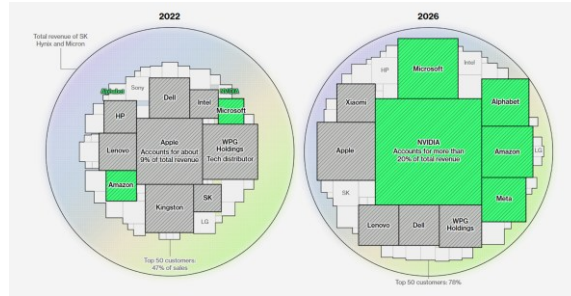 2022
2026
Total revenue of SK
Hynix and Micron
Sony
Alphabet
NVIDIA
Dell
Intel
Microsoft
HP
Lenovo
Apple
Accounts for about
9% of total revenue
WPG
Holdings
Tech distributor
Amazon
Kingston
SK
LG
Top 50 customers:
47% of sales
HP
Microsoft
Intel
Xiaomi
Alphabet
Apple
NVIDIA
Accounts for more than
20% of total revenue
Amazon
LG
SK
Meta
Lenovo
Dell
WPG
Holdings
Top 50 customers: 78%